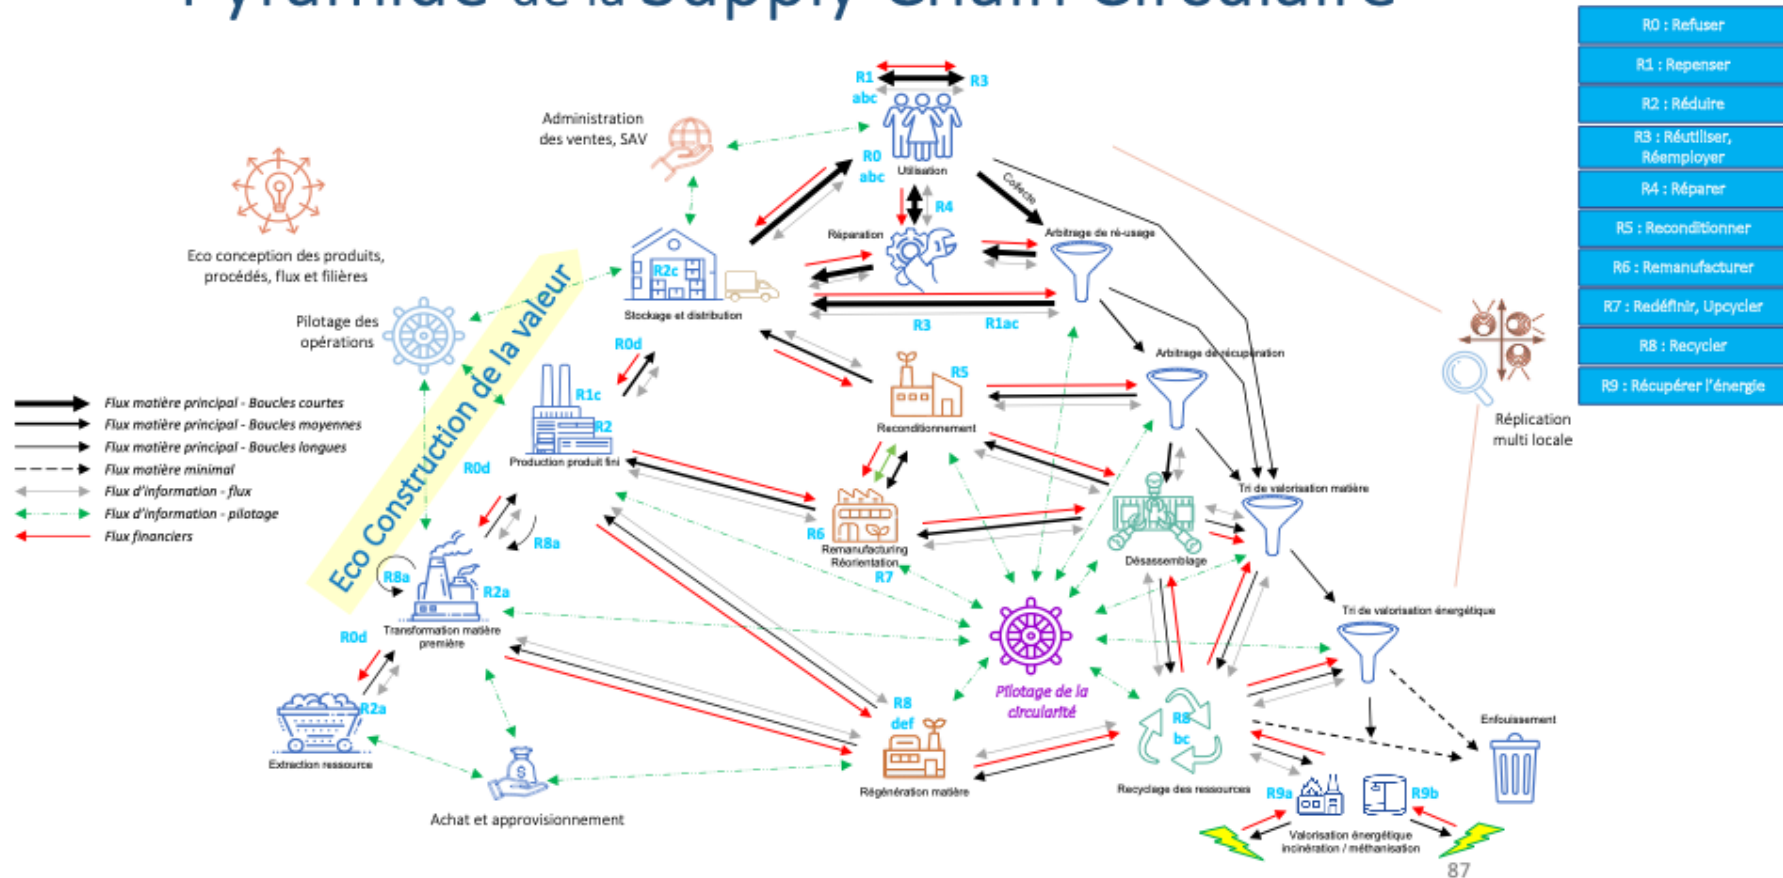 Pyramide de la Supply Chain Circulaire
R0 : Refuser
R1 : Repenser
R2 : Réduire
R3 : Réutiliser,
Réemployer
R4 : Réparer
R5 : Reconditionner
R6 : Remanufacturer
R7 : Redéfinir, Upcycler
R8 : Recycler
R9 : Récupérer l'énergie
R1
abc
R3
Administration
des ventes, SAV
R0
abc
Utilisation
Collecte
R4
Réparation
Arbitrage de ré-usage
Eco conception des produits,
procédés, flux et filières
R2c
Stockage et distribution
R3
R1ac
Pilotage des
opérations
R0d
Arbitrage de récupération
R5
Reconditionnement
R1c
R2
Production produit fini
Réplication
multi locale
Flux matière principal - Boucles courtes
Flux matière principal - Boucles moyennes
Flux matière principal - Boucles longues
Flux matière minimal
Flux d'information - flux
Flux d'information - pilotage
Flux financiers
Eco Construction de la valeur
R0d
R8a
R6
Remanufacturing
Réorientation
R7
Désassemblage
Tri de valorisation matière
R8a
R2a
Transformation matière
première
R0d
R2a
Extraction ressource
Achat et approvisionnement
Pilotage de la
circularité
Tri de valorisation énergétique
R8
def
Régénération matière
R8
bc
Recyclage des ressources
Enfouissement
R9a
R9b
Valorisation énergétique
incinération / méthanisation
87